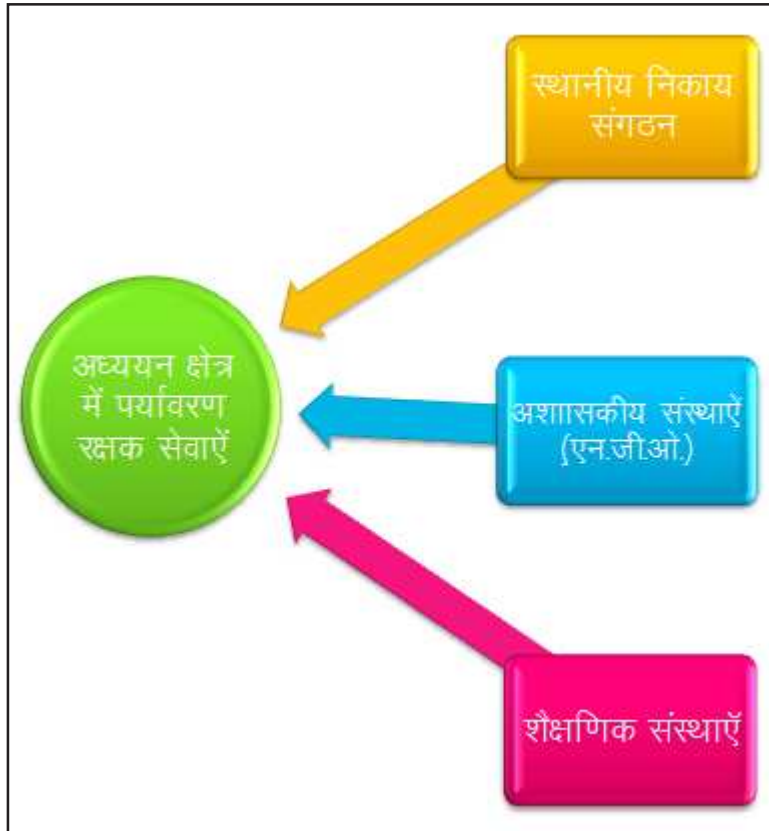 स्थानीय निकाय
संगठन
अध्ययन क्षेत्र
में पर्यावरण
रक्षक सेवाऐं
अशाासकीय संस्थाऐं
(एन.जी.ओ.)
शैक्षणिक संस्थाऍ